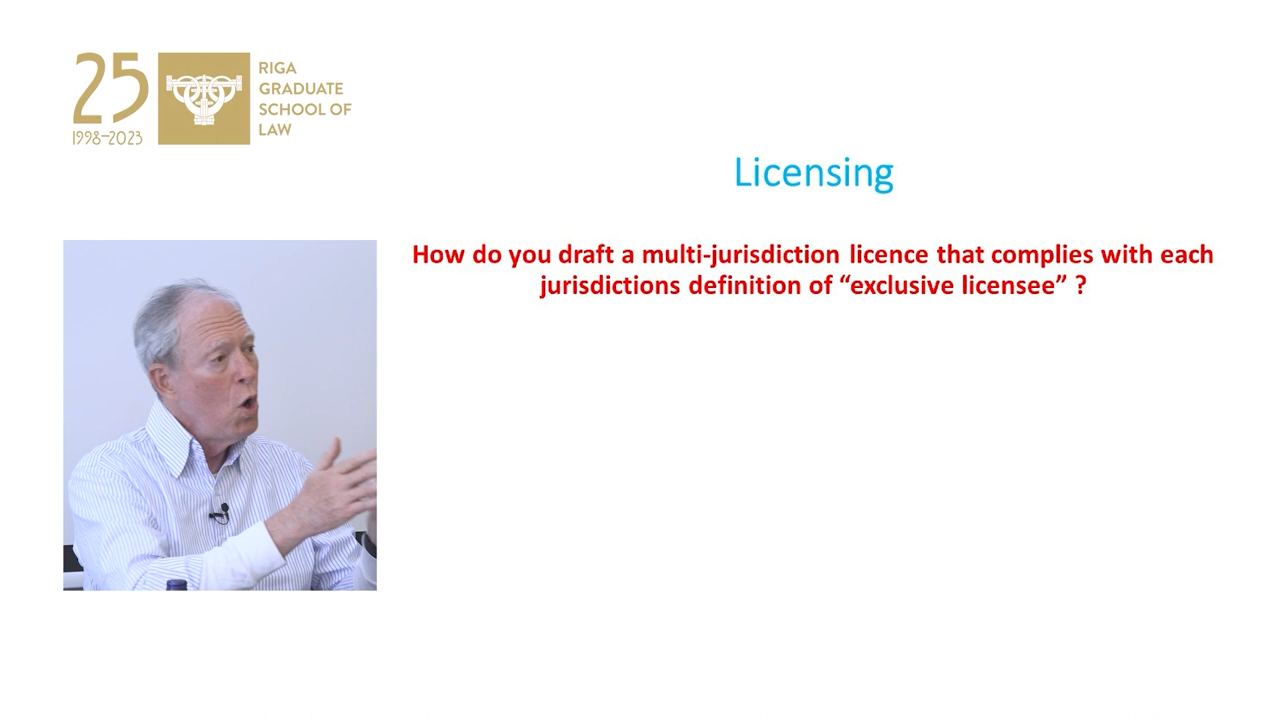 25
1998–2023
RIGA
GRADUATE
SCHOOL OF
LAW
Licensing
How do you draft a multi-jurisdiction licence that complies with each
jurisdictions definition of “exclusive licensee” ?